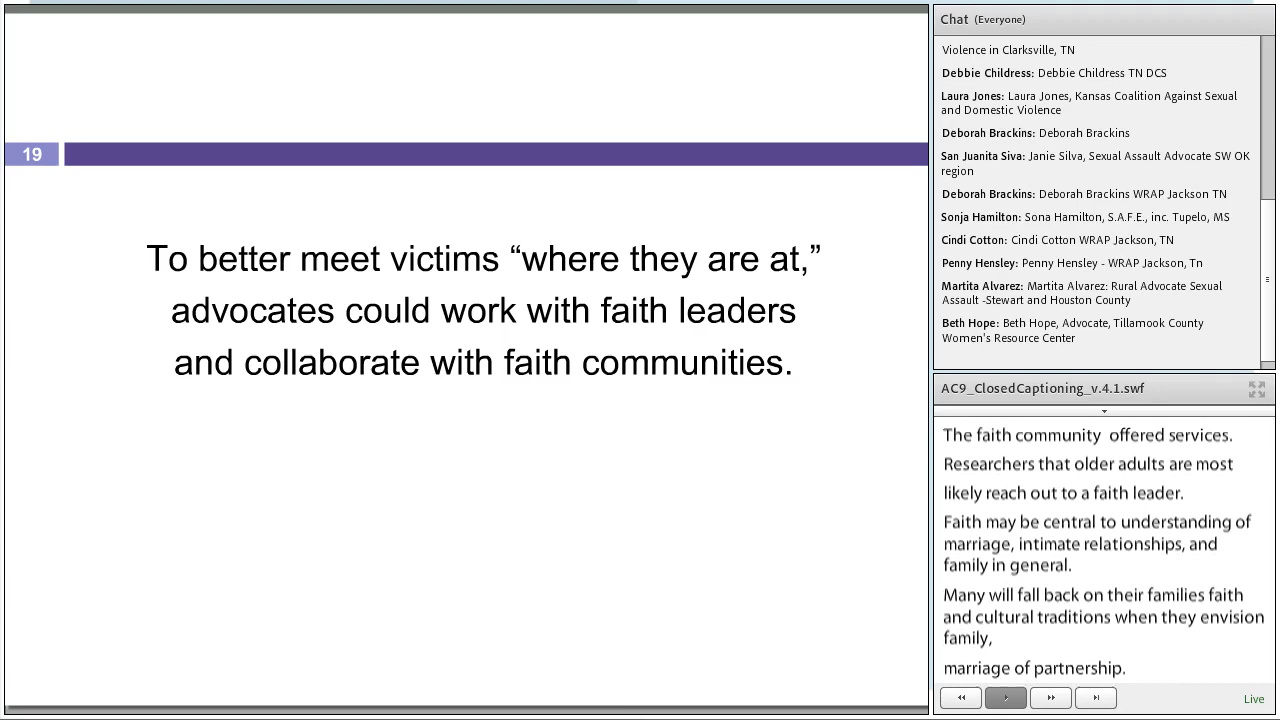 19
To better meet victims “where they are at,”
advocates could work with faith leaders
and collaborate with faith communities.
Chat (Everyone)
Violence in Clarksville, TN
Debbie Childress: Debbie Childress TN DCS
Laura Jones: Laura Jones, Kansas Coalition Against Sexual
and Domestic Violence
Deborah Brackins: Deborah Brackins
San Juanita Siva: Janie Silva, Sexual Assault Advocate SW OK
region
Deborah Brackins: Deborah Brackins WRAP Jackson TN
Sonja Hamilton: Sona Hamilton, S.A.F.E., inc. Tupelo, MS
Cindi Cotton: Cindi Cotton WRAP Jackson, TN
Penny Hensley: Penny Hensley - WRAP Jackson, Tn
Martita Alvarez: Martita Alvarez: Rural Advocate Sexual
Assault -Stewart and Houston County
Beth Hope: Beth Hope, Advocate, Tillamook County
Women's Resource Center
AC9_ClosedCaptioning_v.4.1.swf
The faith community  offered services.
Researchers that older adults are most
likely reach out to a faith leader.
Faith may be central to understanding of
marriage, intimate relationships, and
family in general.
Many will fall back on their families faith
and cultural traditions when they envision
family,
marriage of partnership.
Live